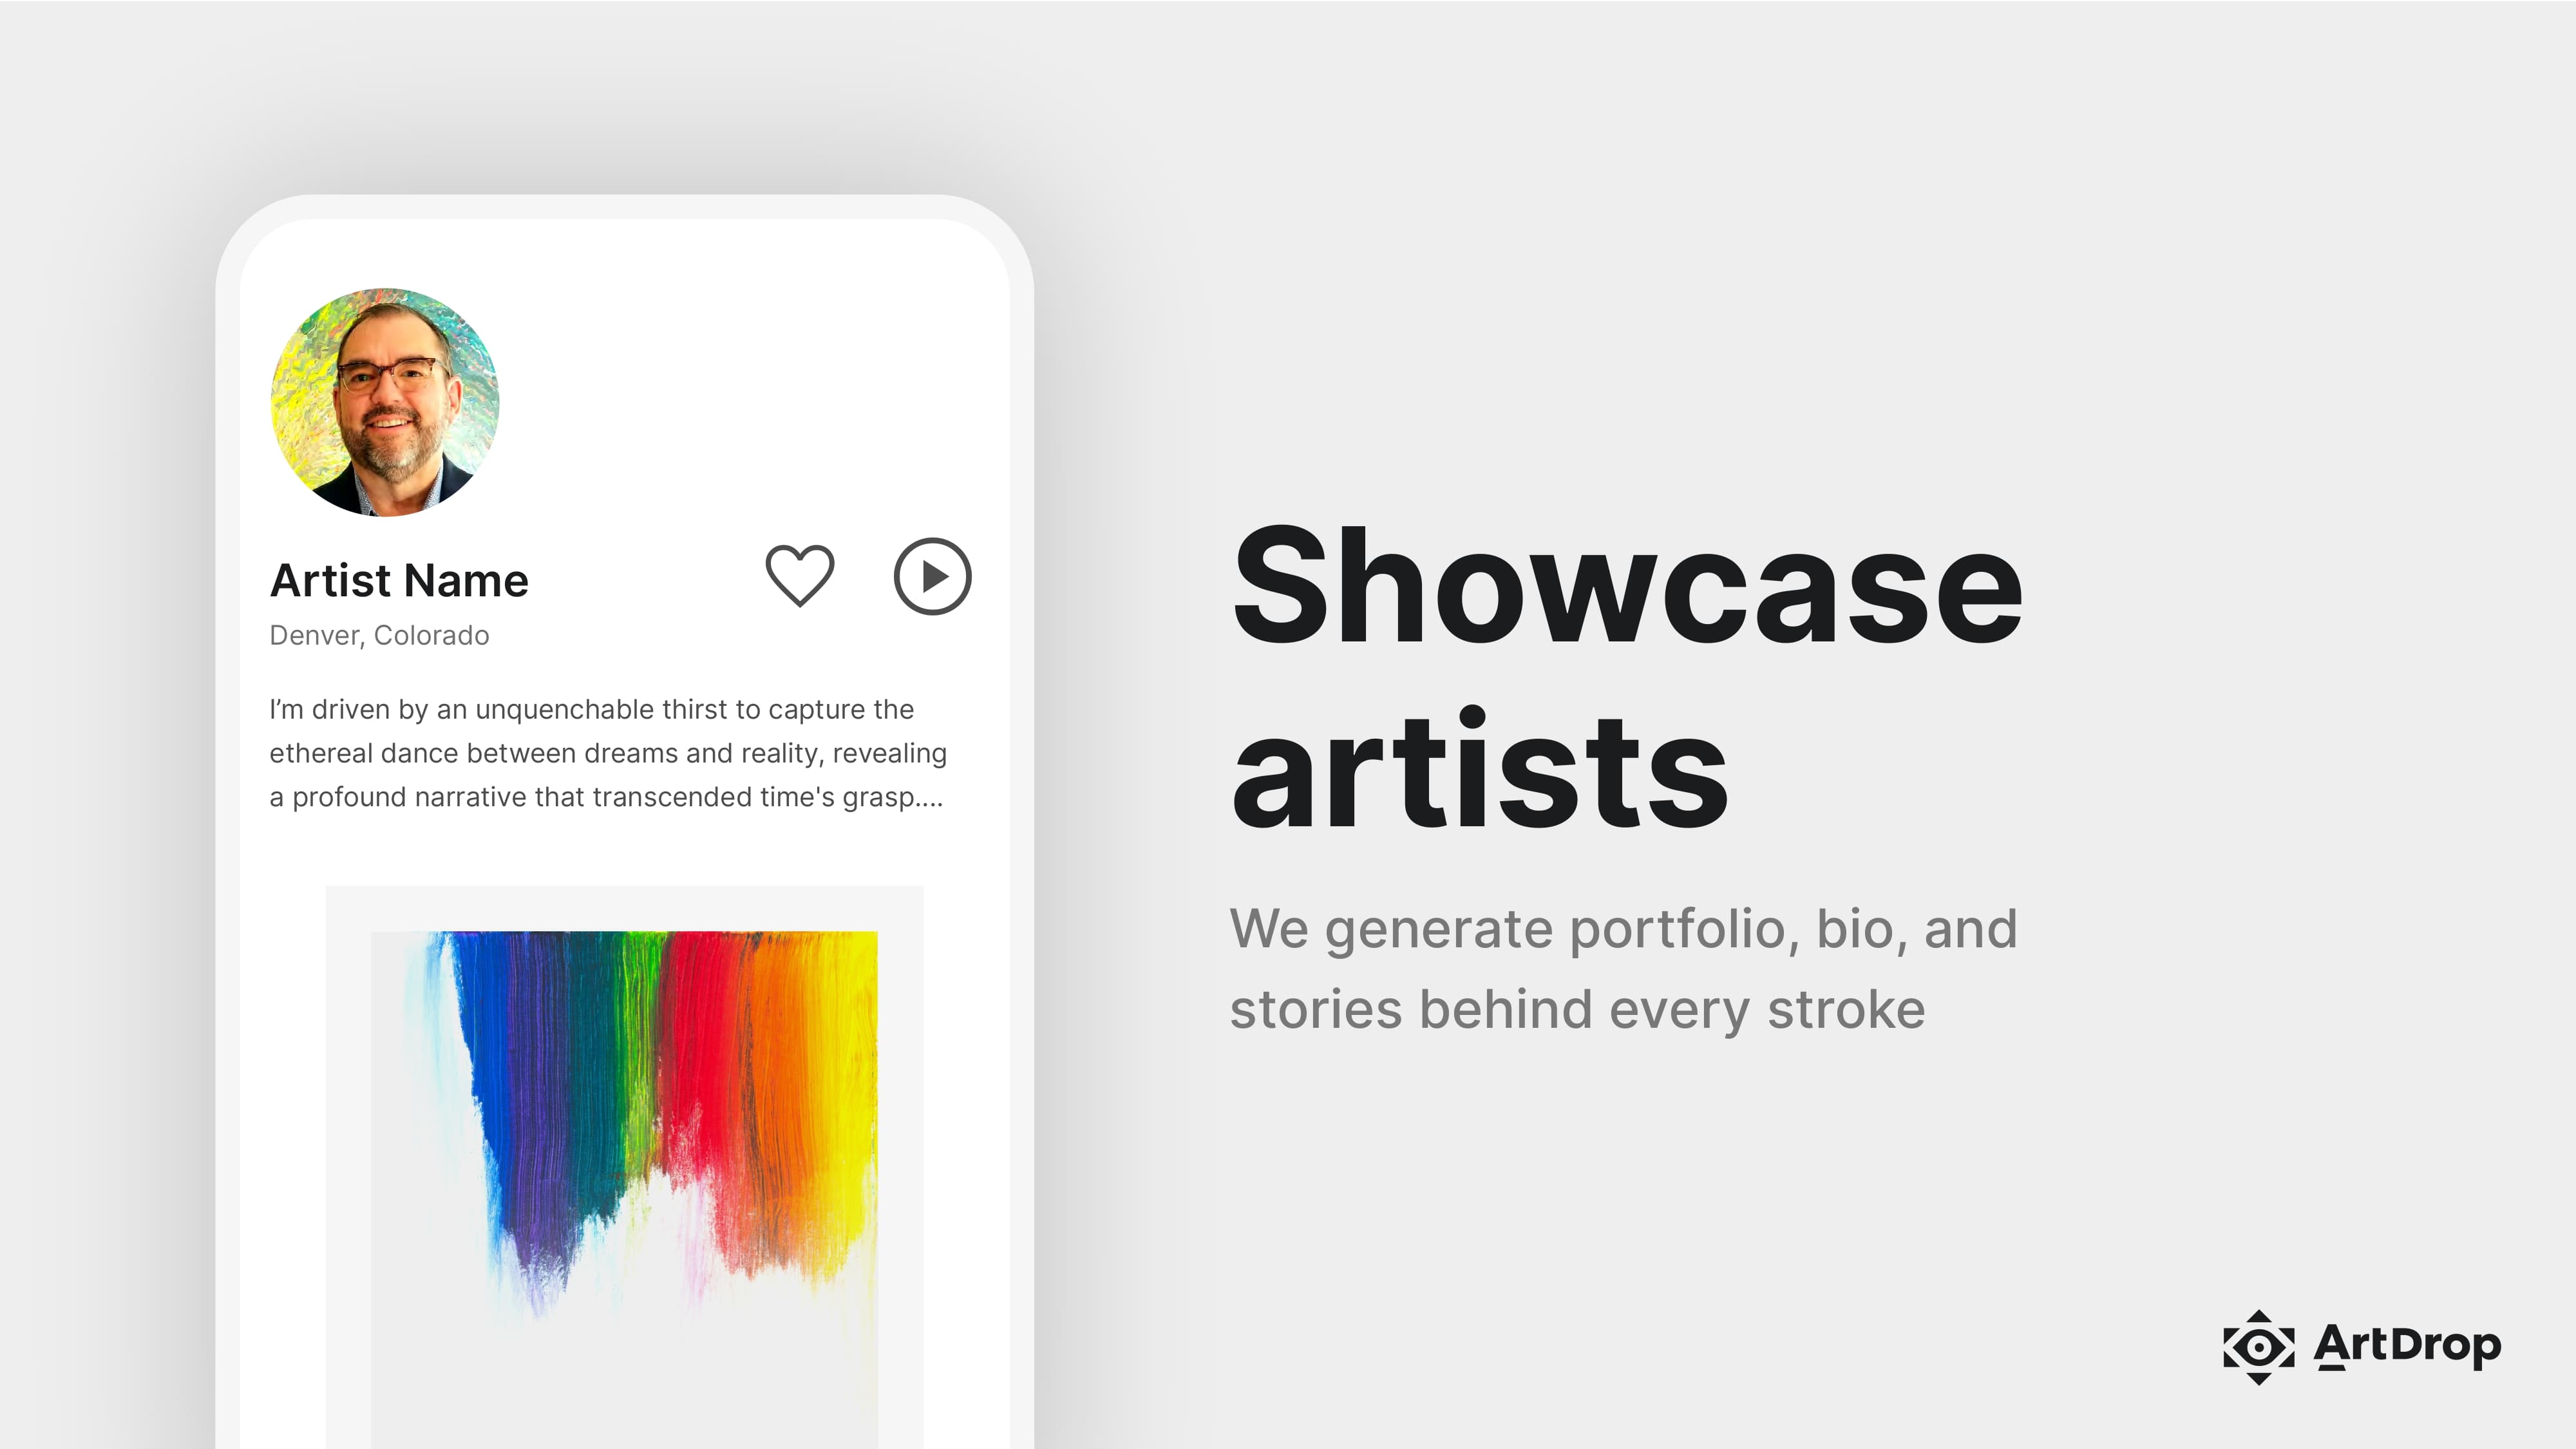 Artist Name
Denver, Colorado
I’m driven by an unquenchable thirst to capture the
ethereal dance between dreams and reality, revealing
a profound narrative that transcended time's grasp....
Showcase
artists
We generate portfolio, bio, and
stories behind every stroke
ArtDrop